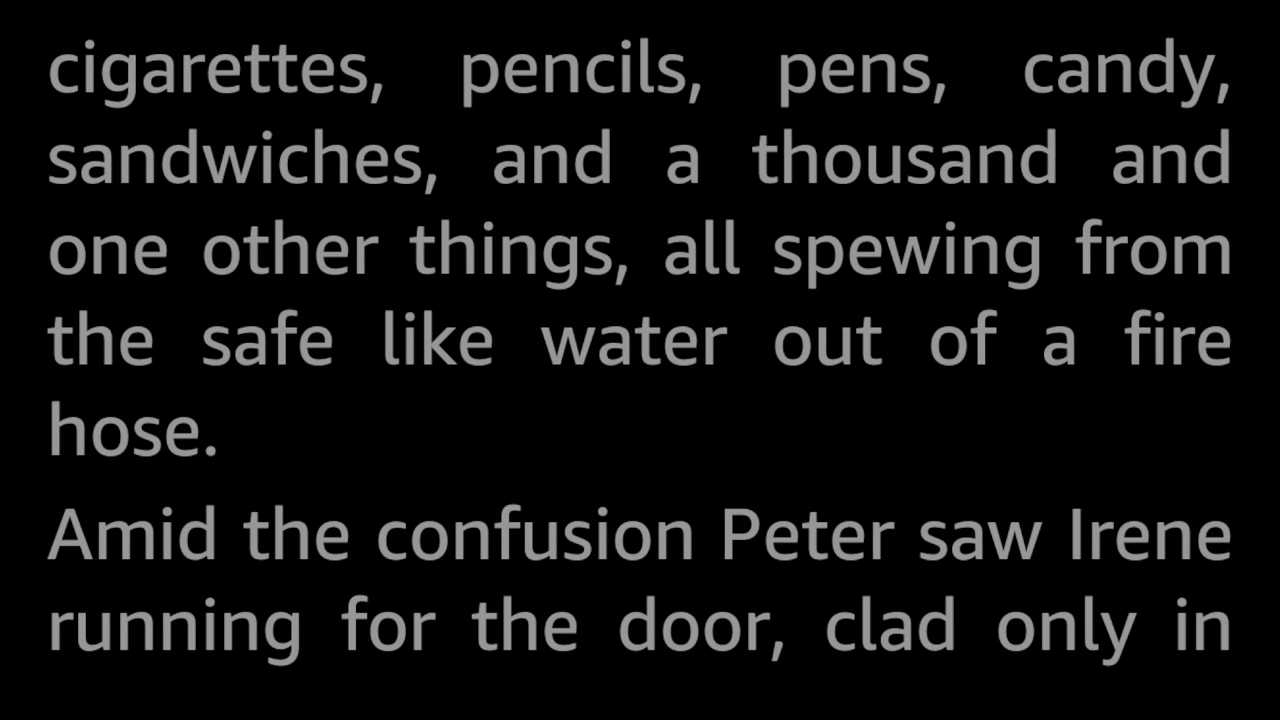 cigarettes, pencils, pens, candy,
sandwiches, and a thousand and
one other things, all spewing from
the safe like water out of a fire
hose.
Amid the confusion Peter saw Irene
running for the door, clad only in